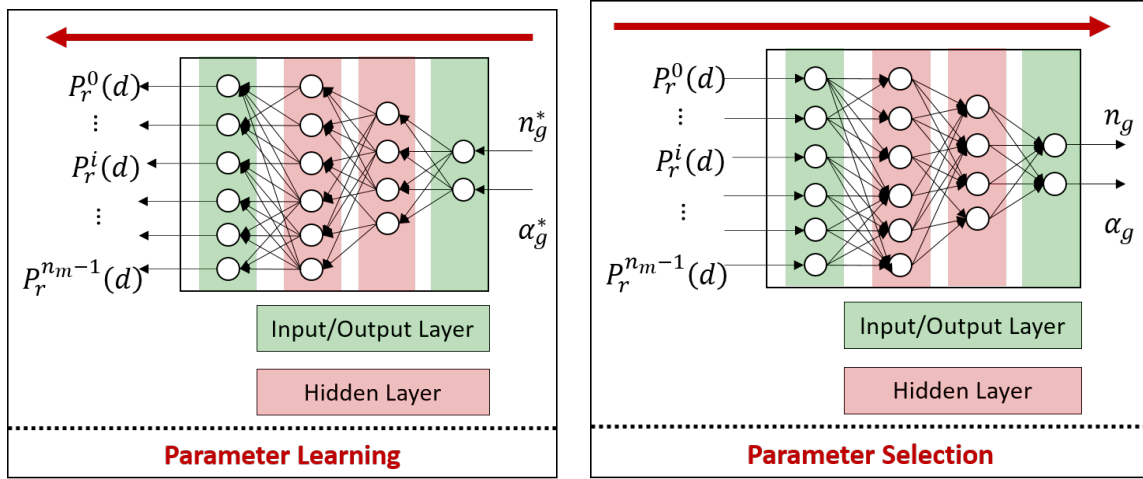 P_r^0(d)
⋮
P_r^i(d)
⋮
P_r^{n_m-1}(d)
n_g^*
α_g^*
Input/Output Layer
Hidden Layer
Parameter Learning
P_r^0(d)
⋮
P_r^i(d)
⋮
P_r^{n_m-1}(d)
n_g
α_g
Input/Output Layer
Hidden Layer
Parameter Selection